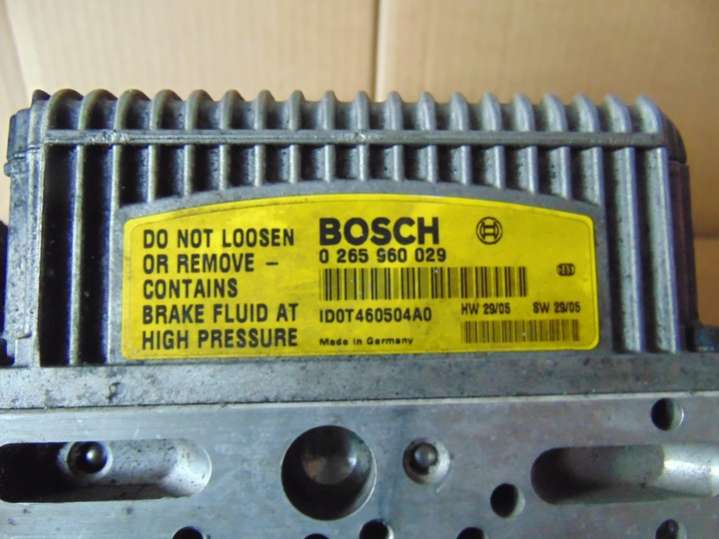 DO NOT LOOSEN
OR REMOVE –
CONTAINS
BRAKE FLUID AT
HIGH PRESSURE
BOSCH
0 265 960 029
ID0T460504A0
Made in Germany
HW 29/05 SW 29/05